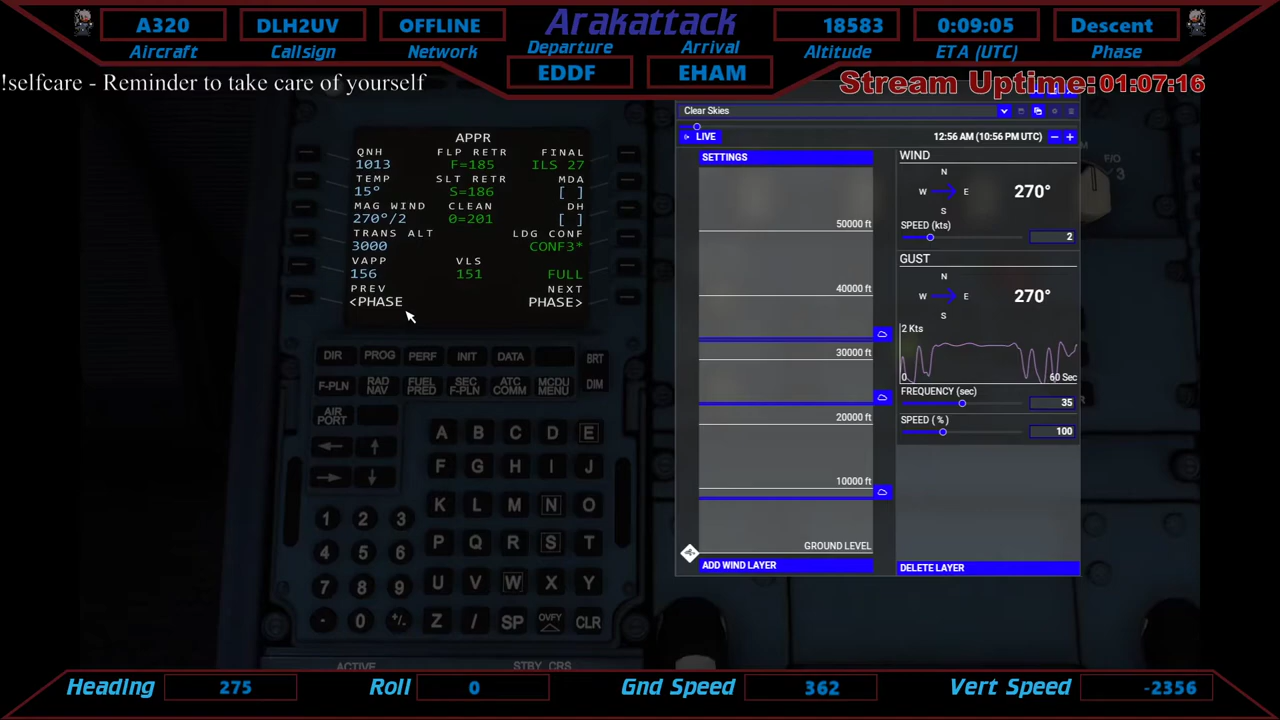 A320
Aircraft
DLH2UV
Callsign
OFFLINE
Network
Arakattack
Departure
Arrival
EDDF
EHAM
18583
Altitude
0:09:05
ETA (UTC)
Descent
Phase
!selfcare - Reminder to take care of yourself
Stream Uptime: 01:07:16
APPR
QNH FLP RETR FINAL
1013 F=185 ILS 27
TEMP SLT RETR MDA
15° S=186 [ ]
MAG WIND CLEAN DH
270°/2 0=201 [ ]
TRANS ALT LDG CONF
3000 CONF3*
VAPP VLS
156 151 FULL
PREV NEXT
<PHASE PHASE>
DIR PROG PERF INIT DATA BRT
F-PLN RAD NAV FUEL PRED SEC F-PLN ATC COMM MCDU MENU DIM
AIR PORT
A B C D E
F G H I J
K L M N O
1 2 3 P Q R S T
4 5 6 U V W X Y
7 8 9 Z / SP OVFY CLR
. 0 +/-
ACTIVE STBY CRS
F/O
3
Clear Skies
LIVE 12:56 AM (10:56 PM UTC)
SETTINGS
50000 ft
40000 ft
30000 ft
20000 ft
10000 ft
GROUND LEVEL
ADD WIND LAYER
WIND
N
W E 270°
S
SPEED (kts)
2
GUST
N
W E 270°
S
2 Kts
0 60 Sec
FREQUENCY (sec)
35
SPEED ( % )
100
DELETE LAYER
Heading 275 Roll 0 Gnd Speed 362 Vert Speed -2356